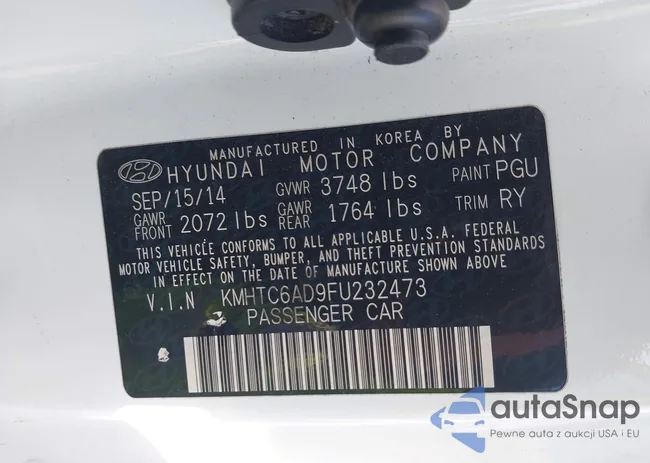 MANUFACTURED IN KOREA BY
HYUNDAI MOTOR COMPANY
SEP/15/14 GVWR 3748 lbs PAINT PGU
GAWR FRONT 2072 lbs GAWR REAR 1764 lbs TRIM RY
THIS VEHICLE CONFORMS TO ALL APPLICABLE U.S.A. FEDERAL
MOTOR VEHICLE SAFETY, BUMPER, AND THEFT PREVENTION STANDARDS
IN EFFECT ON THE DATE OF MANUFACTURE SHOWN ABOVE
V.I.N KMHTC6AD9FU232473
PASSENGER CAR
autaSnap
Pewne auta z aukcji USA i EU